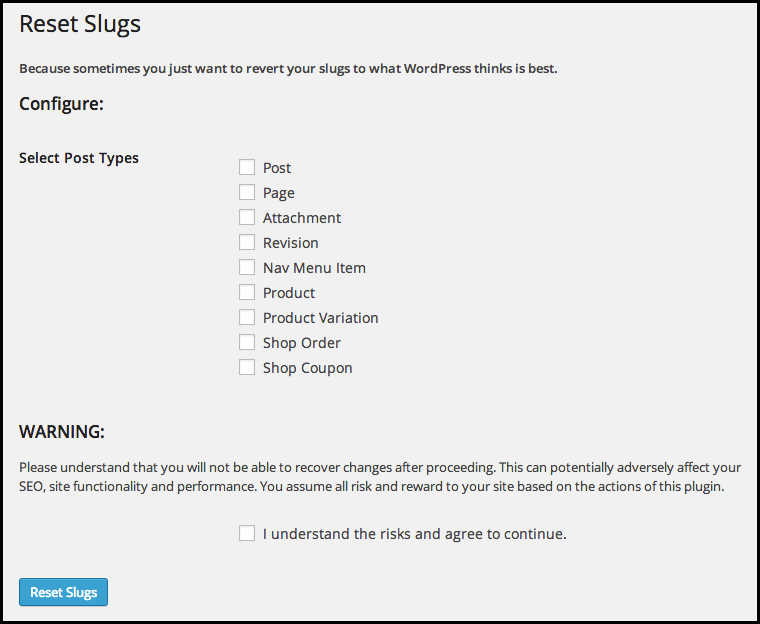 Reset Slugs
Because sometimes you just want to revert your slugs to what WordPress thinks is best.
Configure:
Select Post Types
Post
Page
Attachment
Revision
Nav Menu Item
Product
Product Variation
Shop Order
Shop Coupon
WARNING:
Please understand that you will not be able to recover changes after proceeding. This can potentially adversely affect your
SEO, site functionality and performance. You assume all risk and reward to your site based on the actions of this plugin.
I understand the risks and agree to continue.
Reset Slugs